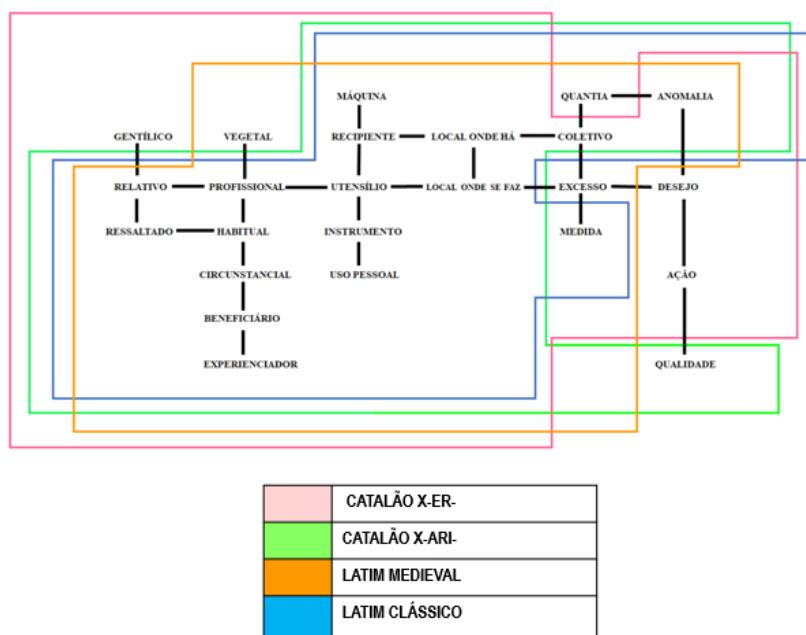 MÁQUINA
QUANTIA ANOMALIA
GENTÍLICO VEGETAL RECIPIENTE LOCAL ONDE HÁ COLETIVO
RELATIVO PROFISSIONAL UTENSÍLIO LOCAL ONDE SE FAZ EXCESSO DESEJO
RESSALTADO HABITUAL INSTRUMENTO MEDIDA
CIRCUNSTANCIAL USO PESSOAL AÇÃO
BENEFICIÁRIO
EXPERIENCIADOR QUALIDADE
CATALÃO X-ER-
CATALÃO X-ARI-
LATIM MEDIEVAL
LATIM CLÁSSICO